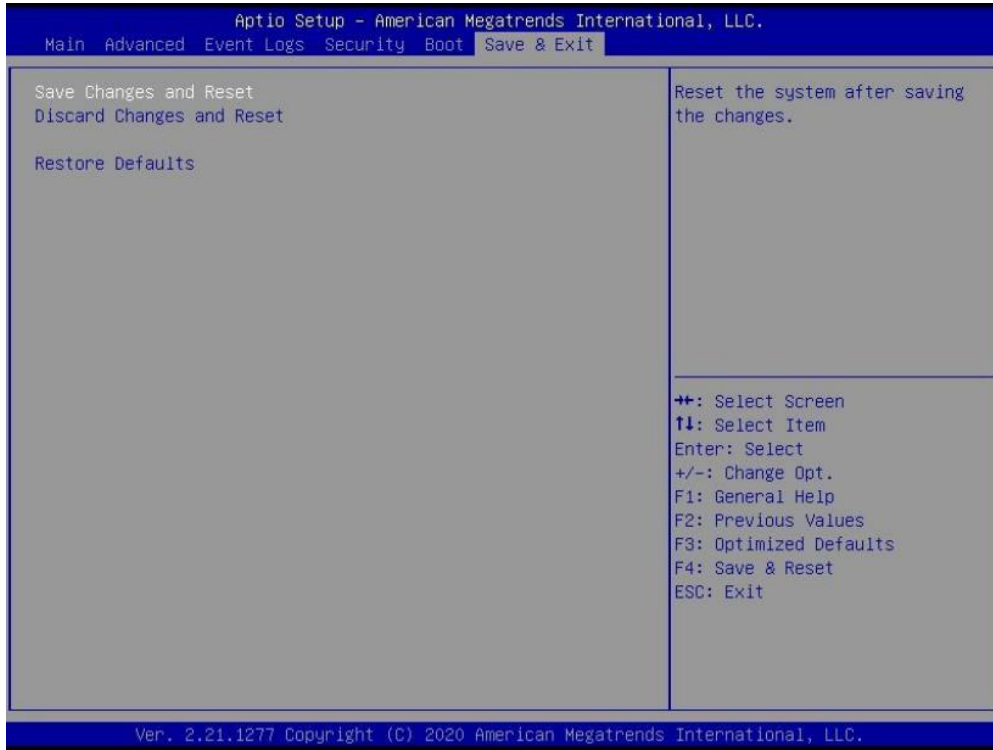 Aptio Setup – American Megatrends International, LLC.
Main Advanced Event Logs Security Boot Save & Exit
Save Changes and Reset
Discard Changes and Reset
Restore Defaults
Reset the system after saving
the changes.
→←: Select Screen
↑↓: Select Item
Enter: Select
+/-: Change Opt.
F1: General Help
F2: Previous Values
F3: Optimized Defaults
F4: Save & Reset
ESC: Exit
Ver. 2.21.1277 Copyright (C) 2020 American Megatrends International, LLC.